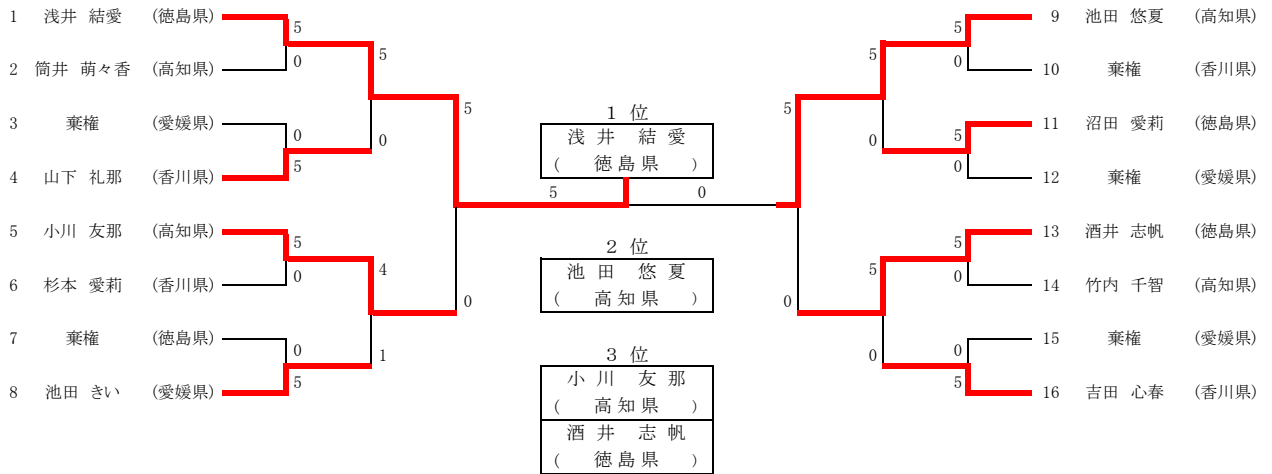 1 浅井 結愛 (徳島県)
5
5
0
2 筒井 萌々香 (高知県)
3 棄権 (愛媛県)
0
0
5
4 山下 礼那 (香川県)
5
5 小川 友那 (高知県)
5
4
0
6 杉本 愛莉 (香川県)
0
7 棄権 (徳島県)
0
1
5
8 池田 きい (愛媛県)
5
0
1 位
浅 井 結 愛
( 徳島県 )
2 位
池 田 悠 夏
( 高知県 )
3 位
小 川 友 那
( 高知県 )
酒 井 志 帆
( 徳島県 )
9 池田 悠夏 (高知県)
5
5
0
10 棄権 (香川県)
5
11 沼田 愛莉 (徳島県)
5
0
0
12 棄権 (愛媛県)
13 酒井 志帆 (徳島県)
5
5
0
14 竹内 千智 (高知県)
0
15 棄権 (愛媛県)
0
0
5
16 吉田 心春 (香川県)